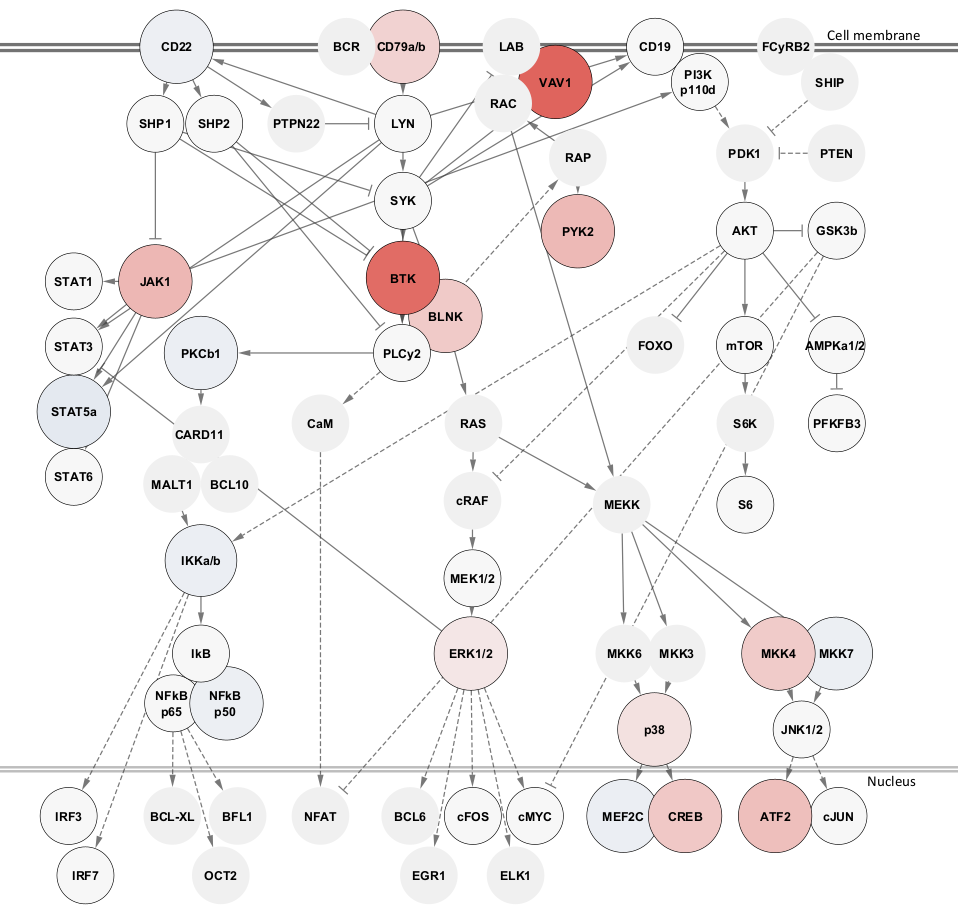 Cell membrane
CD22
BCR
CD79a/b
LAB
CD19
FCyRB2
VAV1
PI3K
p110d
SHIP
RAC
SHP1
SHP2
PTPN22
LYN
RAP
PDK1
PTEN
SYK
PYK2
AKT
GSK3b
STAT1
JAK1
BTK
BLNK
STAT3
PKCb1
PLCy2
FOXO
mTOR
AMPKa1/2
STAT5a
CARD11
CaM
RAS
S6K
PFKFB3
STAT6
MALT1
BCL10
cRAF
MEKK
S6
IKKa/b
MEK1/2
IkB
ERK1/2
MKK6
MKK3
MKK4
MKK7
NFkB
p65
NFkB
p50
p38
JNK1/2
Nucleus
IRF3
BCL-XL
BFL1
NFAT
BCL6
cFOS
cMYC
MEF2C
CREB
ATF2
cJUN
IRF7
OCT2
EGR1
ELK1